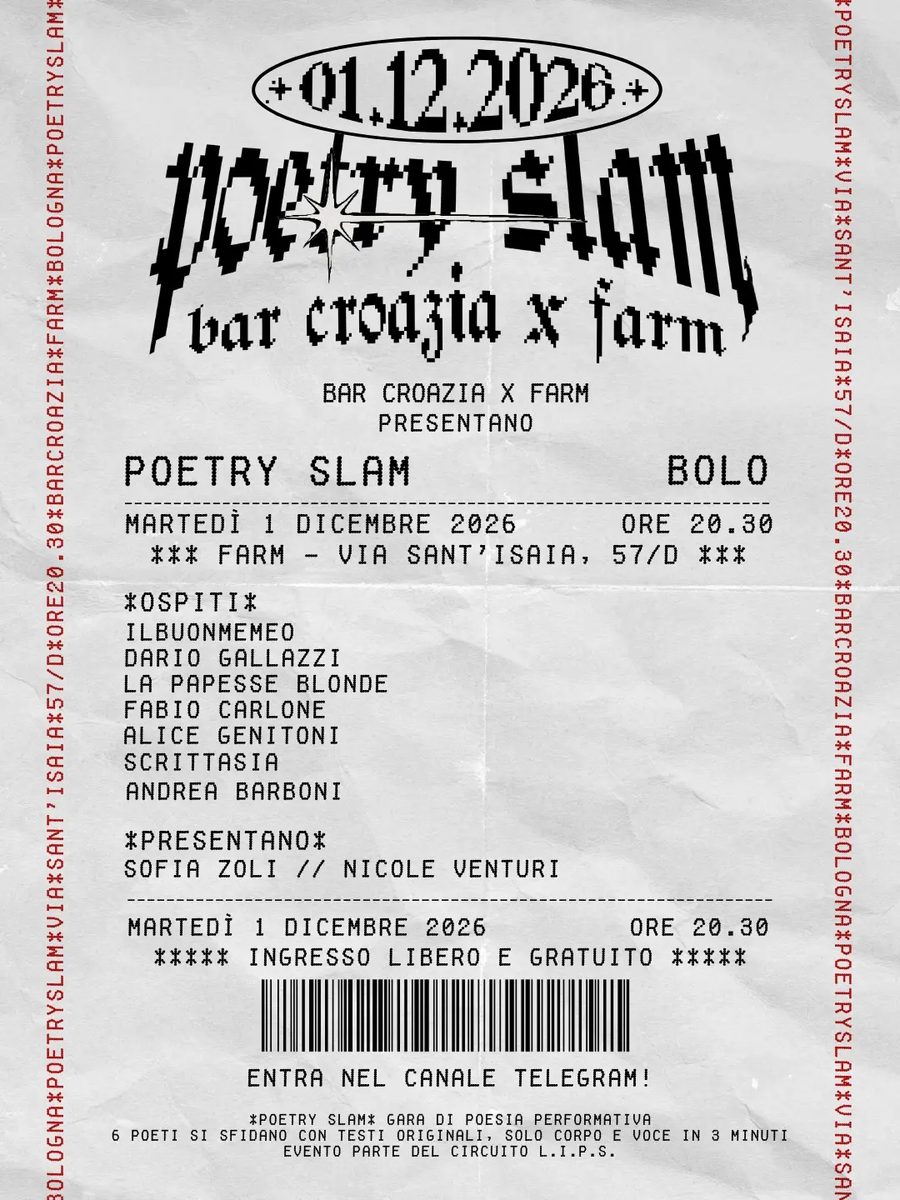 01.12.2026
poetry slam
bar croazia x farm
BAR CROAZIA X FARM
PRESENTANO
POETRY SLAM BOLO
MARTEDÌ 1 DICEMBRE 2026 ORE 20.30
*** FARM - VIA SANT'ISAIA, 57/D ***
*OSPITI*
ILBUONMEMEO
DARIO GALLAZZI
LA PAPESSE BLONDE
FABIO CARLONE
ALICE GENITONI
SCRITTASIA
ANDREA BARBONI
*PRESENTANO*
SOFIA ZOLI // NICOLE VENTURI
MARTEDÌ 1 DICEMBRE 2026 ORE 20.30
***** INGRESSO LIBERO E GRATUITO *****
ENTRA NEL CANALE TELEGRAM!
*POETRY SLAM* GARA DI POESIA PERFORMATIVA
6 POETI SI SFIDANO CON TESTI ORIGINALI, SOLO CORPO E VOCE IN 3 MINUTI
EVENTO PARTE DEL CIRCUITO L.I.P.S.
BOLOGNA*POETRYSLAM*VIA*SANT'ISAIA*57/D*ORE20.30*BARCROAZIA*FARM*BOLOGNA*POETRYSLAM*
*POETRYSLAM*VIA*SANT'ISAIA*57/D*ORE20.30*BARCROAZIA*FARM*BOLOGNA*POETRYSLAM*VIA*SAN